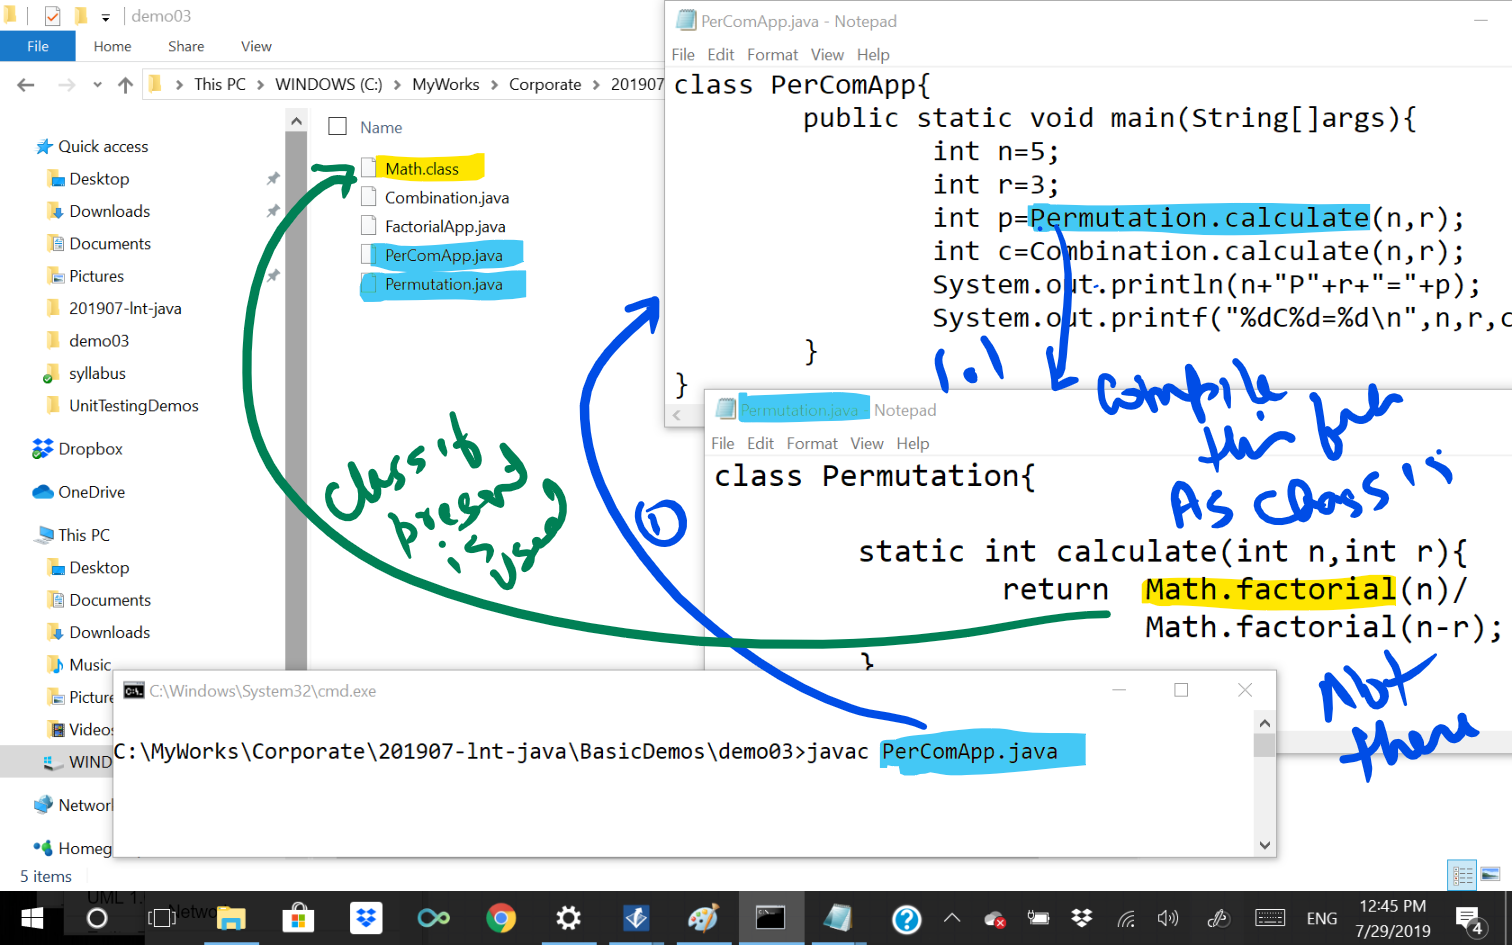 demo03
File Home Share View
This PC > WINDOWS (C:) > MyWorks > Corporate > 201907
Quick access
Desktop
Downloads
Documents
Pictures
201907-lnt-java
demo03
syllabus
UnitTestingDemos
Dropbox
OneDrive
This PC
Desktop
Documents
Downloads
Music
Picture
Videos
WIND
Networ
Homeg
5 items
Name
Math.class
Combination.java
FactorialApp.java
PerComApp.java
Permutation.java
PerComApp.java - Notepad
File Edit Format View Help
class PerComApp{
public static void main(String[]args){
int n=5;
int r=3;
int p=Permutation.calculate(n,r);
int c=Combination.calculate(n,r);
System.out.println(n+"P"+r+"="+p);
System.out.printf("%dC%d=%d\n",n,r,c
}
}
1.1
Compile
this
As class is
Not
there
Permutation.java - Notepad
File Edit Format View Help
class Permutation{
static int calculate(int n,int r){
return Math.factorial(n)/
Math.factorial(n-r);
}
Class if
present
is
used
1
C:\Windows\System32\cmd.exe
C:\MyWorks\Corporate\201907-lnt-java\BasicDemos\demo03>javac PerComApp.java
UML 1.
Netwo
ENG
12:45 PM
7/29/2019
4